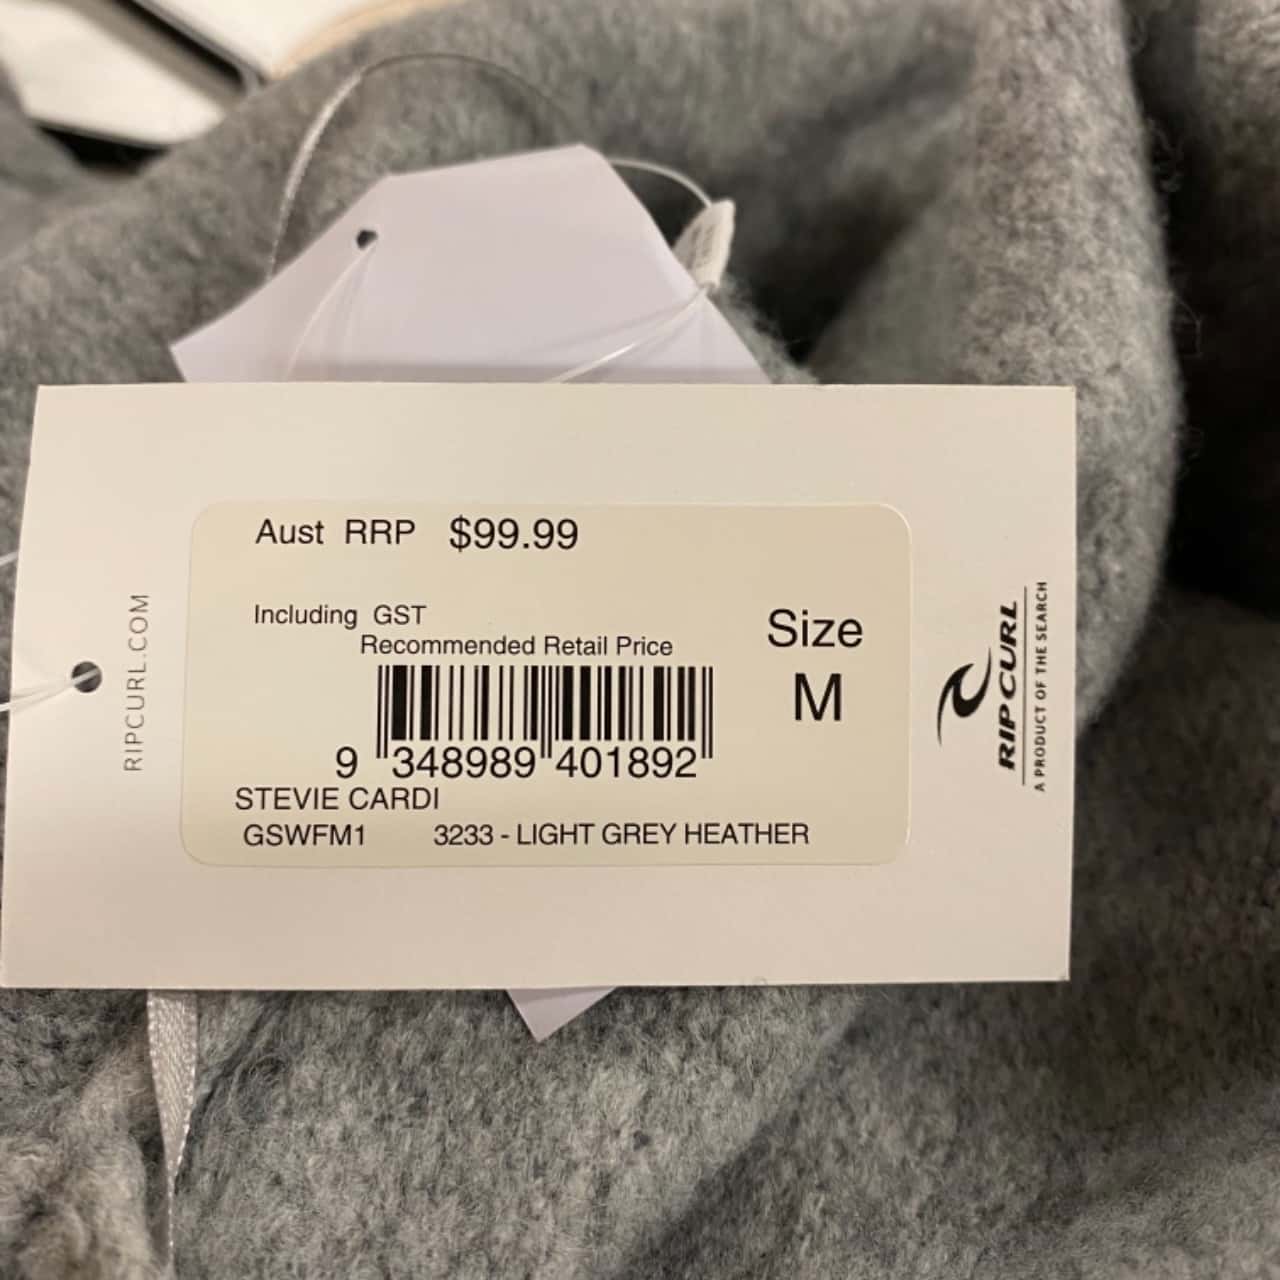 Aust RRP $99.99
Including GST
Recommended Retail Price
Size
M
9 348989 401892
STEVIE CARDI
GSWFM1 3233 - LIGHT GREY HEATHER
RIPCURL.COM
RIP CURL
A PRODUCT OF THE SEARCH